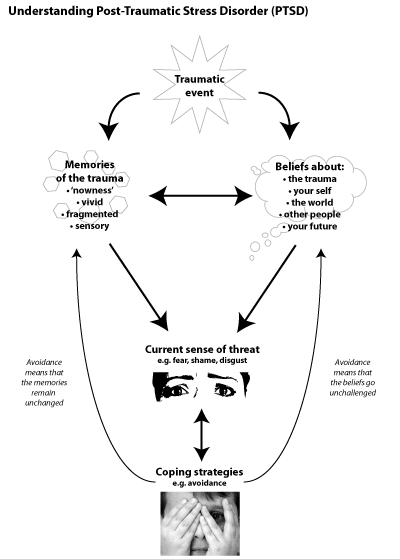 Understanding Post-Traumatic Stress Disorder (PTSD)
Traumatic
event
Memories
of the trauma
• 'nowness'
• vivid
• fragmented
• sensory
Beliefs about:
• the trauma
• your self
• the world
• other people
• your future
Current sense of threat
e.g. fear, shame, disgust
Avoidance
means that
the memories
remain
unchanged
Avoidance
means that
the beliefs go
unchallenged
Coping strategies
e.g. avoidance